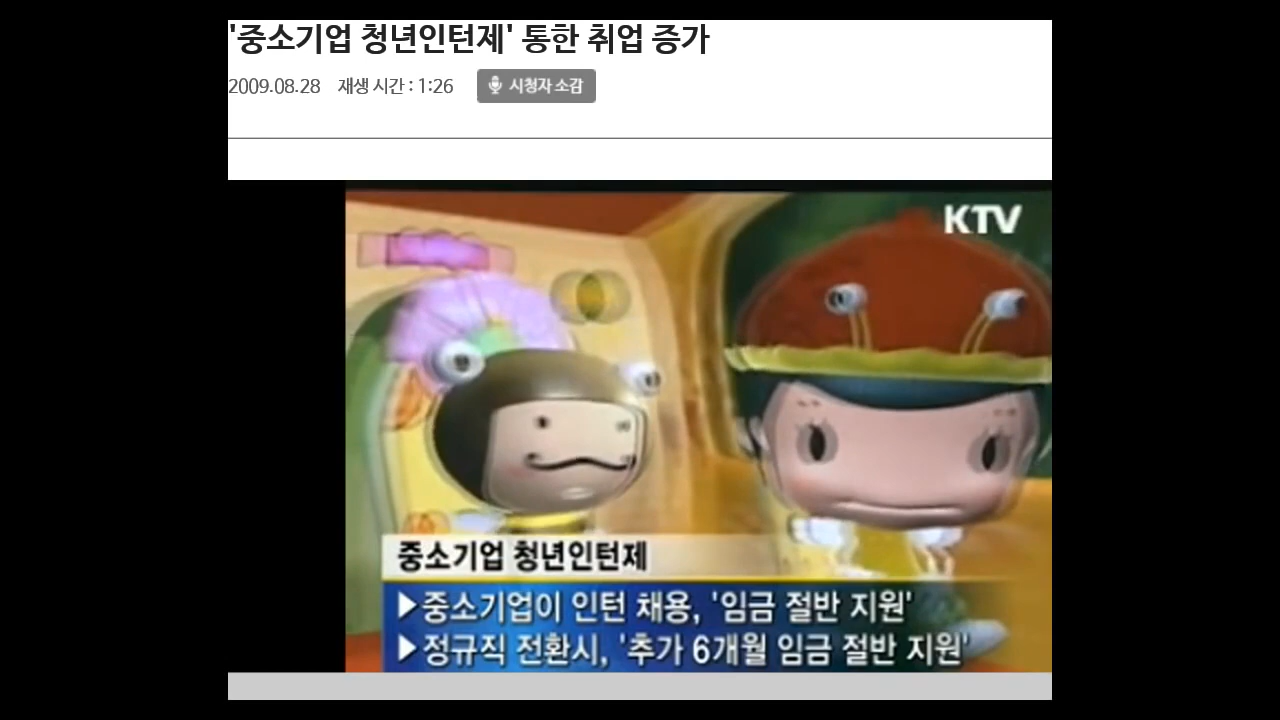 '중소기업 청년인턴제' 통한 취업 증가
2009.08.28 재생 시간 : 1:26 시청자 소감
KTV
중소기업 청년인턴제
▶중소기업이 인턴 채용, '임금 절반 지원'
▶정규직 전환시, '추가 6개월 임금 절반 지원'